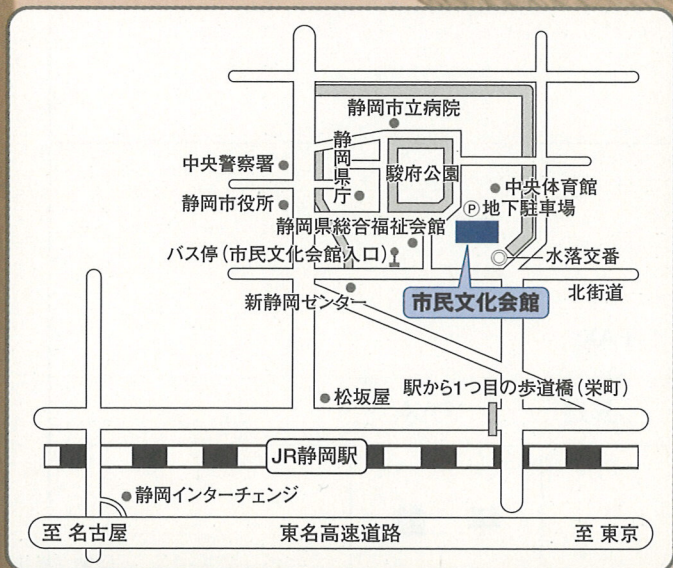 静岡市立病院
静岡県庁
中央警察署
駿府公園
中央体育館
静岡市役所
Ⓟ地下駐車場
静岡県総合福祉会館
バス停(市民文化会館入口)
水落交番
新静岡センター
市民文化会館
北街道
駅から1つ目の歩道橋(栄町)
松坂屋
JR静岡駅
静岡インターチェンジ
至 名古屋
東名高速道路
至 東京